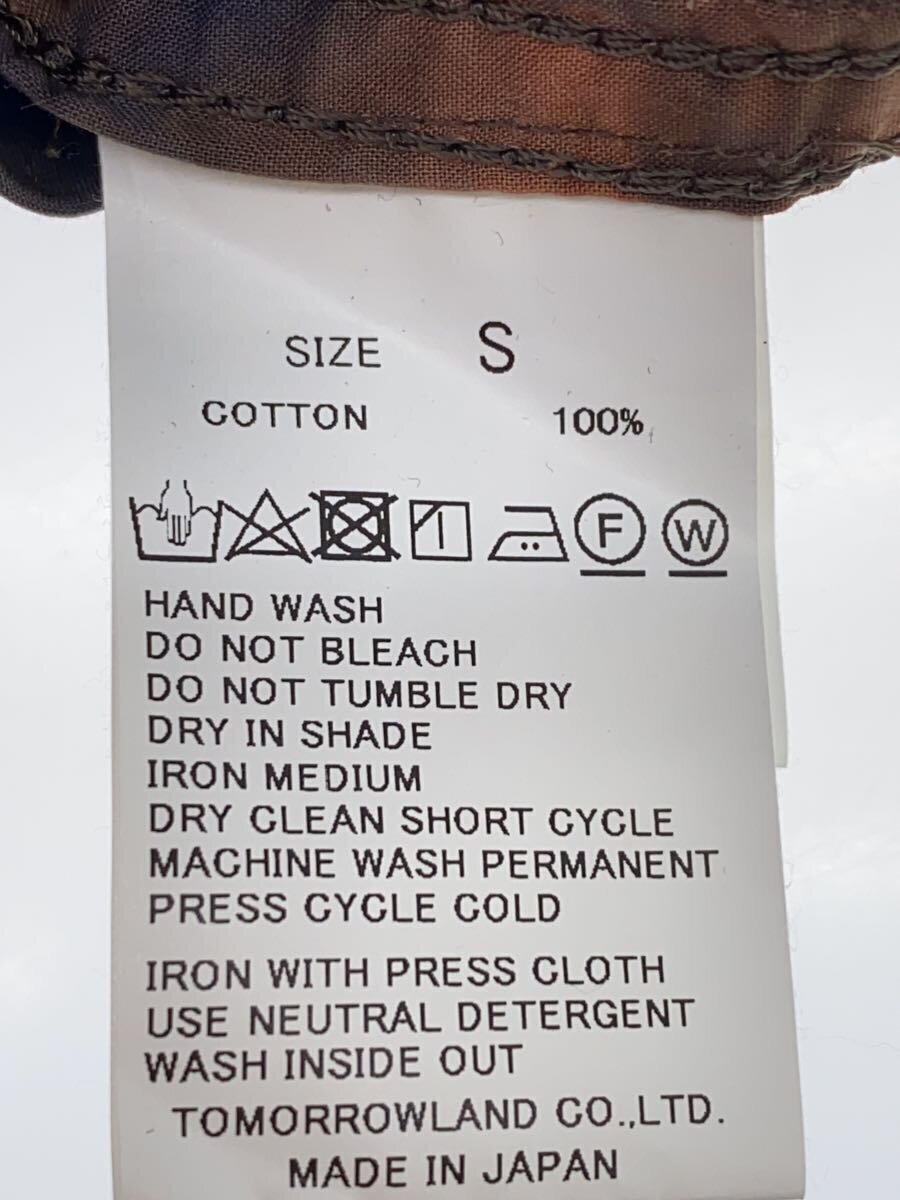 SIZE S
COTTON 100%
F W
HAND WASH
DO NOT BLEACH
DO NOT TUMBLE DRY
DRY IN SHADE
IRON MEDIUM
DRY CLEAN SHORT CYCLE
MACHINE WASH PERMANENT
PRESS CYCLE COLD
IRON WITH PRESS CLOTH
USE NEUTRAL DETERGENT
WASH INSIDE OUT
TOMORROWLAND CO.,LTD.
MADE IN JAPAN